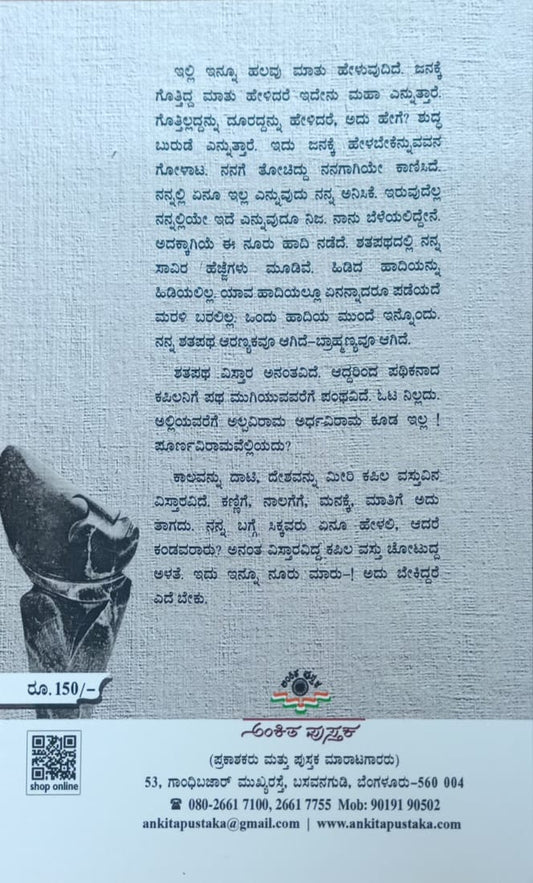 ಇಲ್ಲಿ ಇನ್ನೂ ಹಲವು ಮಾತು ಹೇಳುವುದಿದೆ. ಜನಕ್ಕೆ
ಗೊತ್ತಿದ್ದ ಮಾತು ಹೇಳಿದರೆ ಇದೇನು ಮಹಾ ಎನ್ನುತ್ತಾರೆ.
ಗೊತ್ತಿಲ್ಲದ್ದನ್ನು ದೂರದ್ದನ್ನು ಹೇಳಿದರೆ, ಅದು ಹೇಗೆ? ಶುದ್ಧ
ಬುರುಡೆ ಎನ್ನುತ್ತಾರೆ. ಇದು ಜನಕ್ಕೆ ಹೇಳಬೇಕೆನ್ನುವವನ
ಗೋಳಾಟ. ನನಗೆ ತೋಚಿದ್ದು ನನಗಾಗಿಯೇ ಕಾಣಿಸಿದೆ.
ನನ್ನಲ್ಲಿ ಏನೂ ಇಲ್ಲ ಎನ್ನುವುದು ನನ್ನ ಅನಿಸಿಕೆ. ಇರುವುದೆಲ್ಲ
ನನ್ನಲ್ಲಿಯೇ ಇದೆ ಎನ್ನುವುದೂ ನಿಜ. ನಾನು ಬೆಳೆಯಲಿದ್ದೇನೆ.
ಅದಕ್ಕಾಗಿಯೆ ಈ ನೂರು ಹಾದಿ ನಡೆದೆ. ಶತಪಥದಲ್ಲಿ ನನ್ನ
ಸಾವಿರ ಹೆಜ್ಜೆಗಳು ಮೂಡಿವೆ. ಹಿಡಿದ ಹಾದಿಯನ್ನು
ಹಿಡಿಯಲಿಲ್ಲ. ಯಾವ ಹಾದಿಯಲ್ಲೂ ಏನನ್ನಾದರೂ ಪಡೆಯದೆ
ಮರಳಿ ಬರಲಿಲ್ಲ. ಒಂದು ಹಾದಿಯ ಮುಂದೆ ಇನ್ನೊಂದು.
ನನ್ನ ಶತಪಥ ಆರಣ್ಯಕವೂ ಆಗಿದೆ–ಬ್ರಾಹ್ಮಣ್ಯವೂ ಆಗಿದೆ.
ಶತಪಥ ವಿಸ್ತಾರ ಅನಂತವಿದೆ. ಆದ್ದರಿಂದ ಪಥಿಕನಾದ
ಕಪಿಲನಿಗೆ ಪಥ ಮುಗಿಯುವವರೆಗೆ ಪಂಥವಿದೆ. ಓಟ ನಿಲ್ಲದು.
ಅಲ್ಲಿಯವರೆಗೆ ಅಲ್ಪವಿರಾಮ ಅರ್ಧವಿರಾಮ ಕೂಡ ಇಲ್ಲ !
ಪೂರ್ಣವಿರಾಮವೆಲ್ಲಿಯದು?
ಕಾಲವನ್ನು ದಾಟಿ, ದೇಶವನ್ನು ಮೀರಿ ಕಪಿಲ ವಸ್ತುವಿನ
ವಿಸ್ತಾರವಿದೆ. ಕಣ್ಣಿಗೆ, ನಾಲಗೆಗೆ, ಮನಕ್ಕೆ, ಮಾತಿಗೆ ಅದು
ತಾಗದು. ನನ್ನ ಬಗ್ಗೆ ಸಿಕ್ಕವರು ಏನೂ ಹೇಳಲಿ, ಆದರೆ
ಕಂಡವರಾರು? ಅನಂತ ವಿಸ್ತಾರವಿದ್ದ ಕಪಿಲ ವಸ್ತು ಚೋಟುದ್ದ
ಅಳತೆ. ಇದು ಇನ್ನೂ ನೂರು ಮಾರು–! ಅದು ಬೇಕಿದ್ದರೆ
ಎದೆ ಬೇಕು.
ರೂ. 150/–
ಅಂಕಿತ ಪುಸ್ತಕ
ಅಂಕಿತ ಪುಸ್ತಕ
shop online
(ಪ್ರಕಾಶಕರು ಮತ್ತು ಪುಸ್ತಕ ಮಾರಾಟಗಾರರು)
53, ಗಾಂಧಿಬಜಾರ್ ಮುಖ್ಯರಸ್ತೆ, ಬಸವನಗುಡಿ, ಬೆಂಗಳೂರು–560 004
☎ 080-2661 7100, 2661 7755 Mob: 90191 90502
ankitapustaka@gmail.com | www.ankitapustaka.com